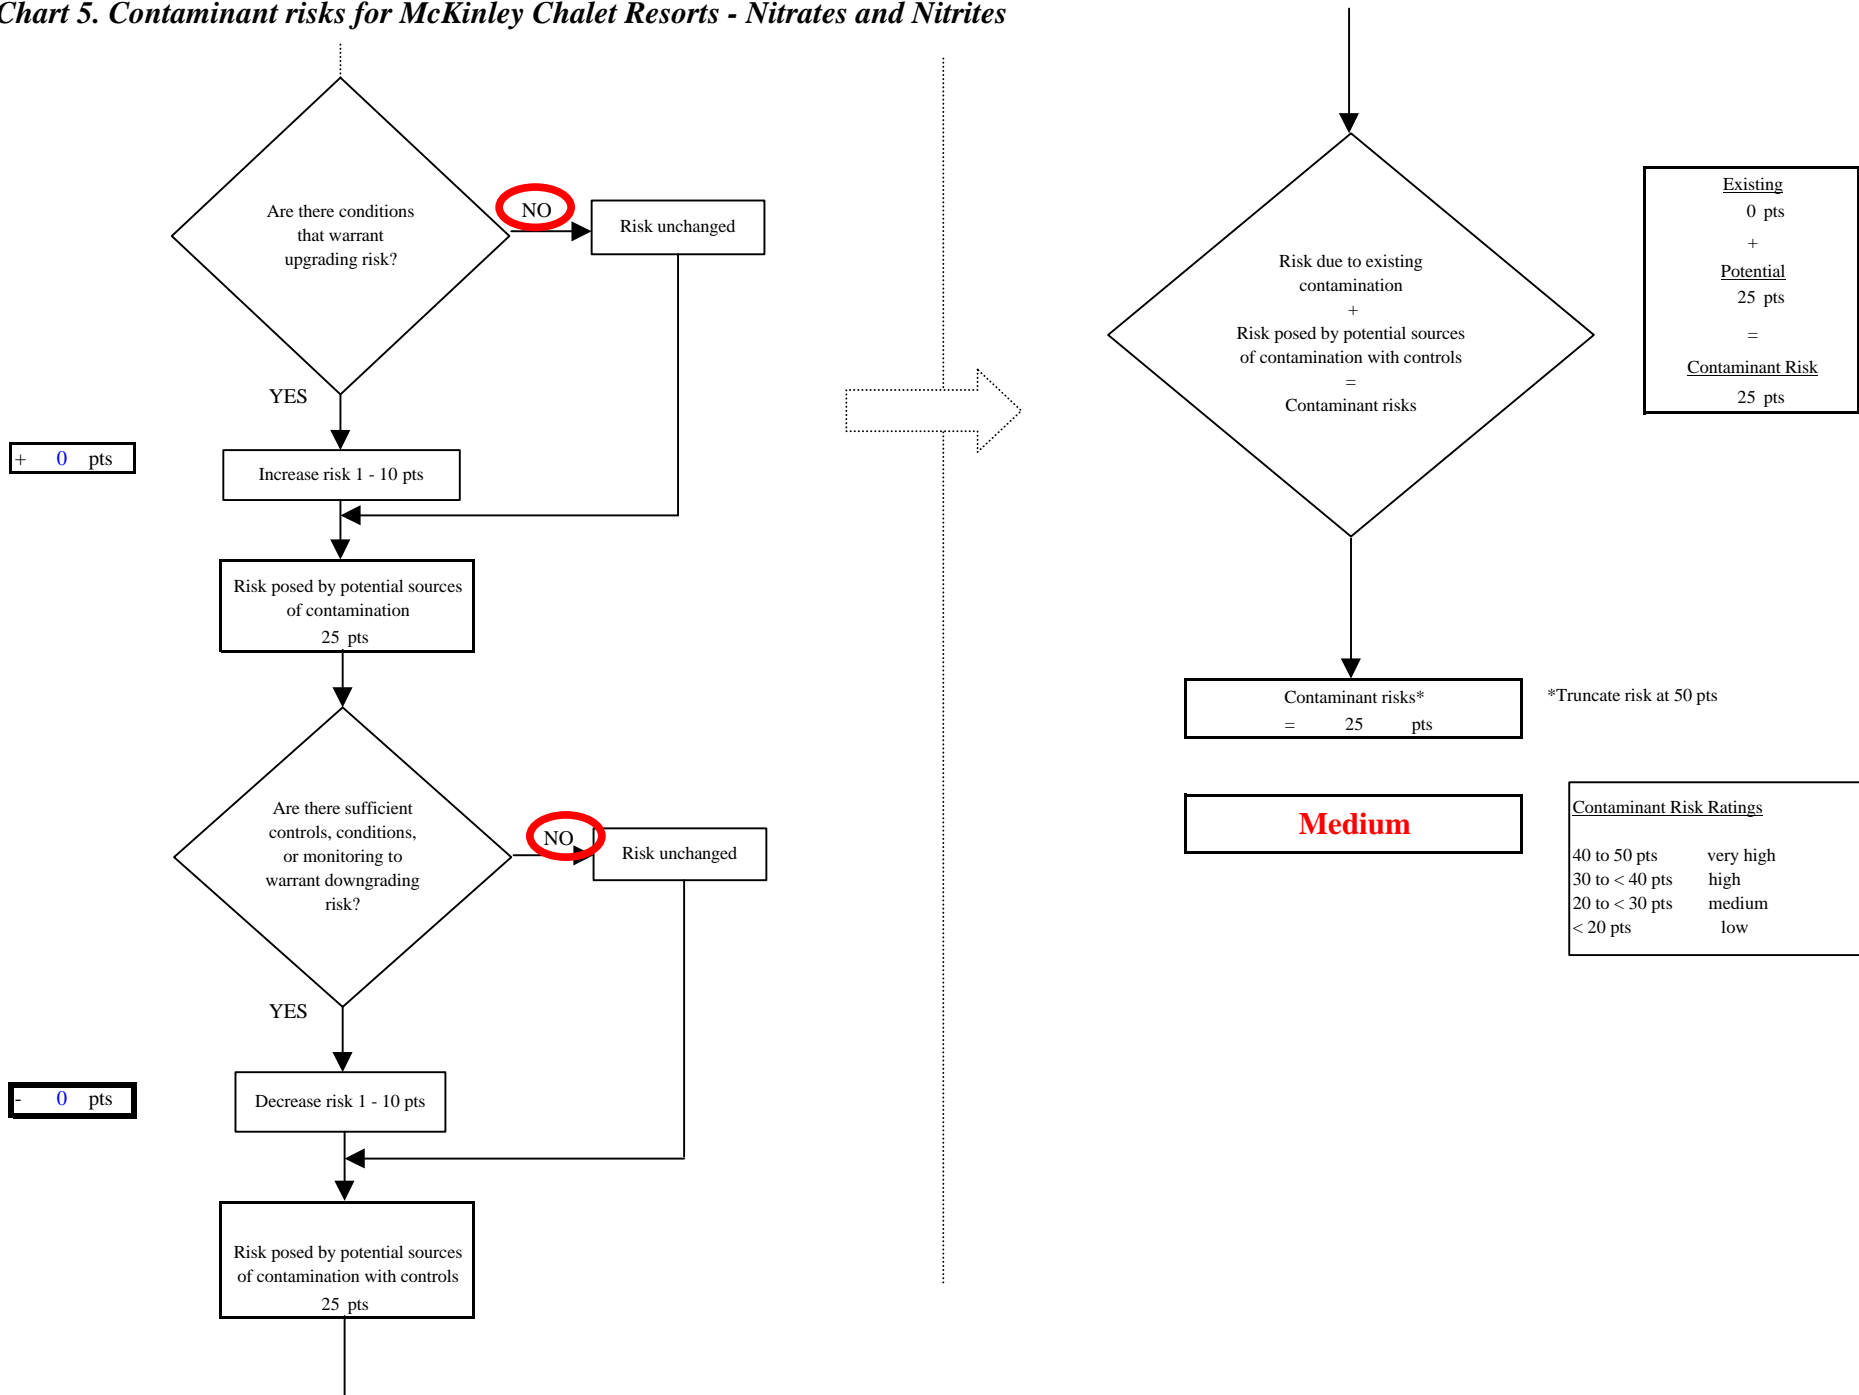 Chart 5. Contaminant risks for McKinley Chalet Resorts - Nitrates and Nitrites
Are there conditions
that warrant
upgrading risk?
NO
Risk unchanged
YES
+ 0 pts
Increase risk 1 - 10 pts
Risk posed by potential sources
of contamination
25 pts
Are there sufficient
controls, conditions,
or monitoring to
warrant downgrading
risk?
NO
Risk unchanged
YES
- 0 pts
Decrease risk 1 - 10 pts
Risk posed by potential sources
of contamination with controls
25 pts
Risk due to existing
contamination
+
Risk posed by potential sources
of contamination with controls
=
Contaminant risks
Existing
0 pts
+
Potential
25 pts
=
Contaminant Risk
25 pts
Contaminant risks*
= 25 pts
*Truncate risk at 50 pts
Medium
Contaminant Risk Ratings
40 to 50 pts very high
30 to < 40 pts high
20 to < 30 pts medium
< 20 pts low